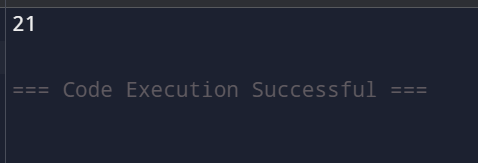 21
=== Code Execution Successful ===